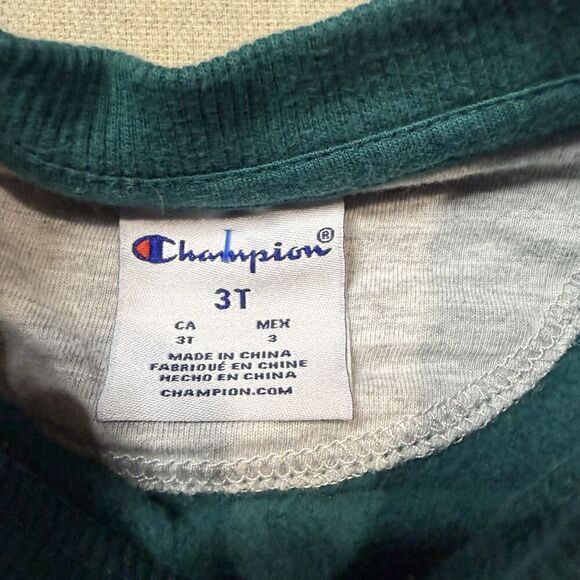 Champion®
3T
CA MEX
3T 3
MADE IN CHINA
FABRIQUÉ EN CHINE
HECHO EN CHINA
CHAMPION.COM